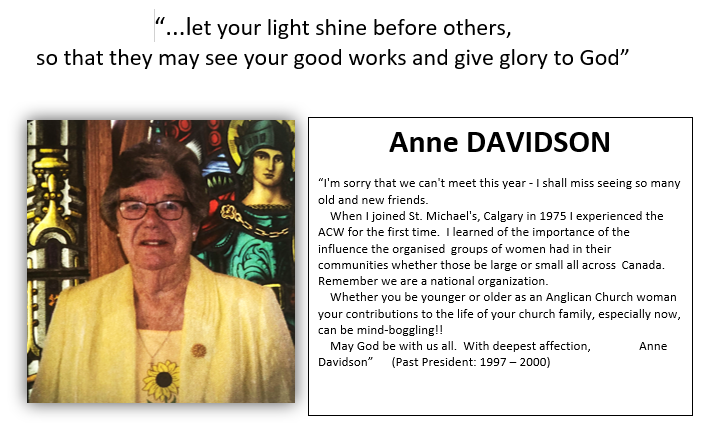 “...let your light shine before others,
so that they may see your good works and give glory to God”
Anne DAVIDSON
“I'm sorry that we can't meet this year - I shall miss seeing so many
old and new friends.
When I joined St. Michael's, Calgary in 1975 I experienced the
ACW for the first time.  I learned of the importance of the
influence the organised  groups of women had in their
communities whether those be large or small all across  Canada.
Remember we are a national organization.
Whether you be younger or older as an Anglican Church woman
your contributions to the life of your church family, especially now,
can be mind-boggling!!
May God be with us all.  With deepest affection,          Anne
Davidson”     (Past President: 1997 – 2000)